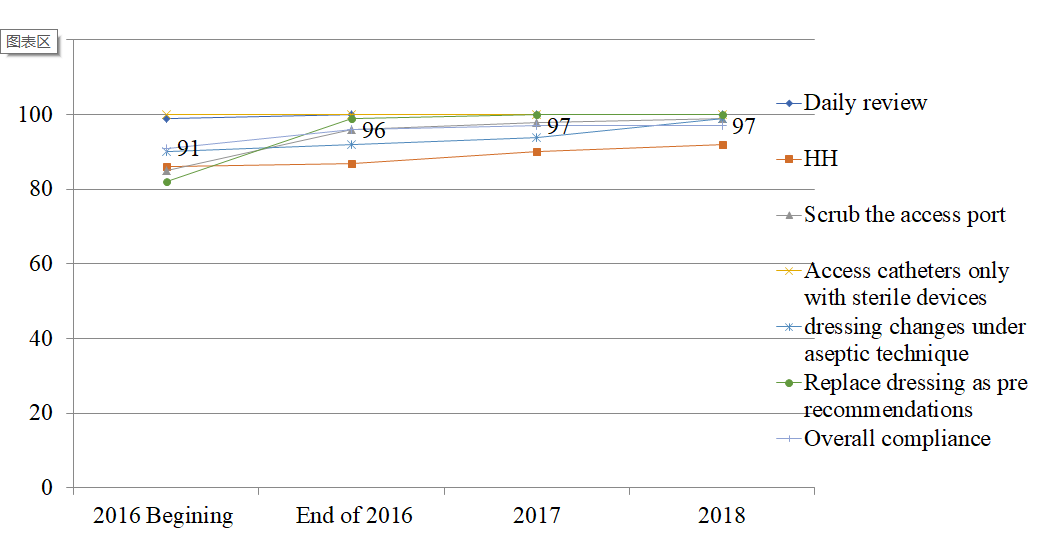 图表区
100
80
60
40
20
0
91
96
97
97
2016 Begining
End of 2016
2017
2018
Daily review
HH
Scrub the access port
Access catheters only
with sterile devices
dressing changes under
aseptic technique
Replace dressing as pre
recommendations
Overall compliance